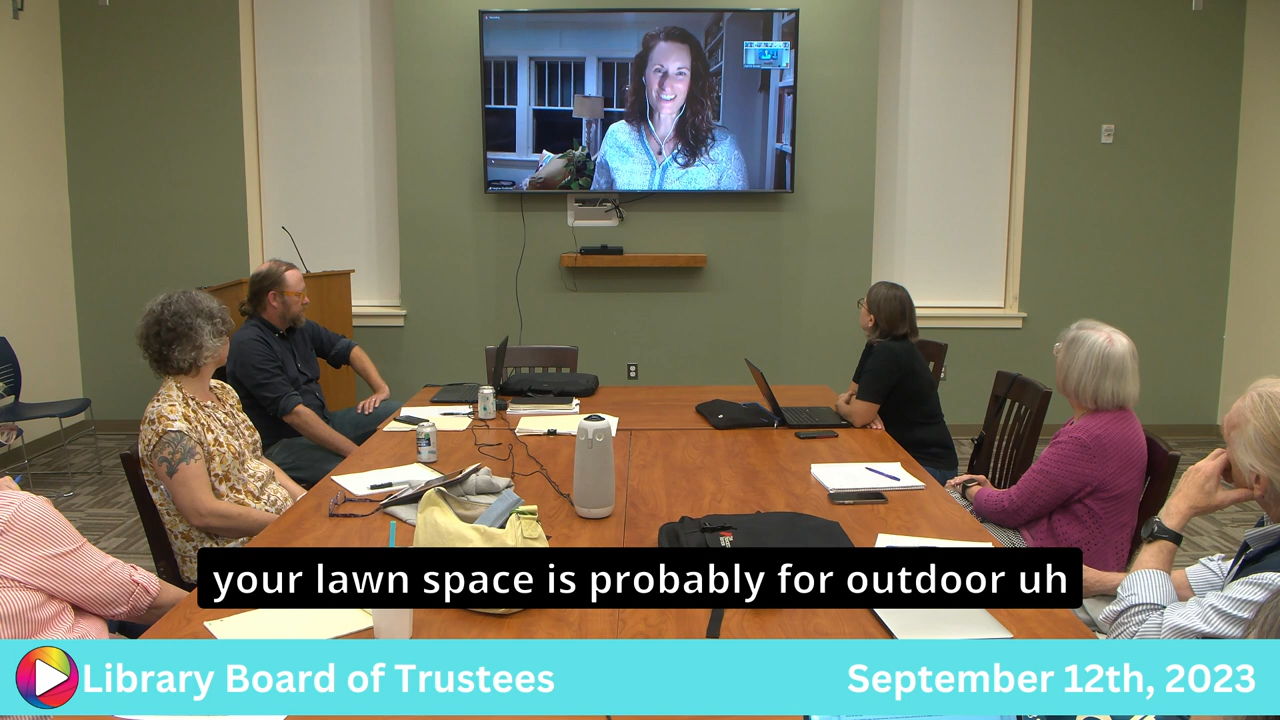 your lawn space is probably for outdoor uh
Library Board of Trustees
September 12th, 2023